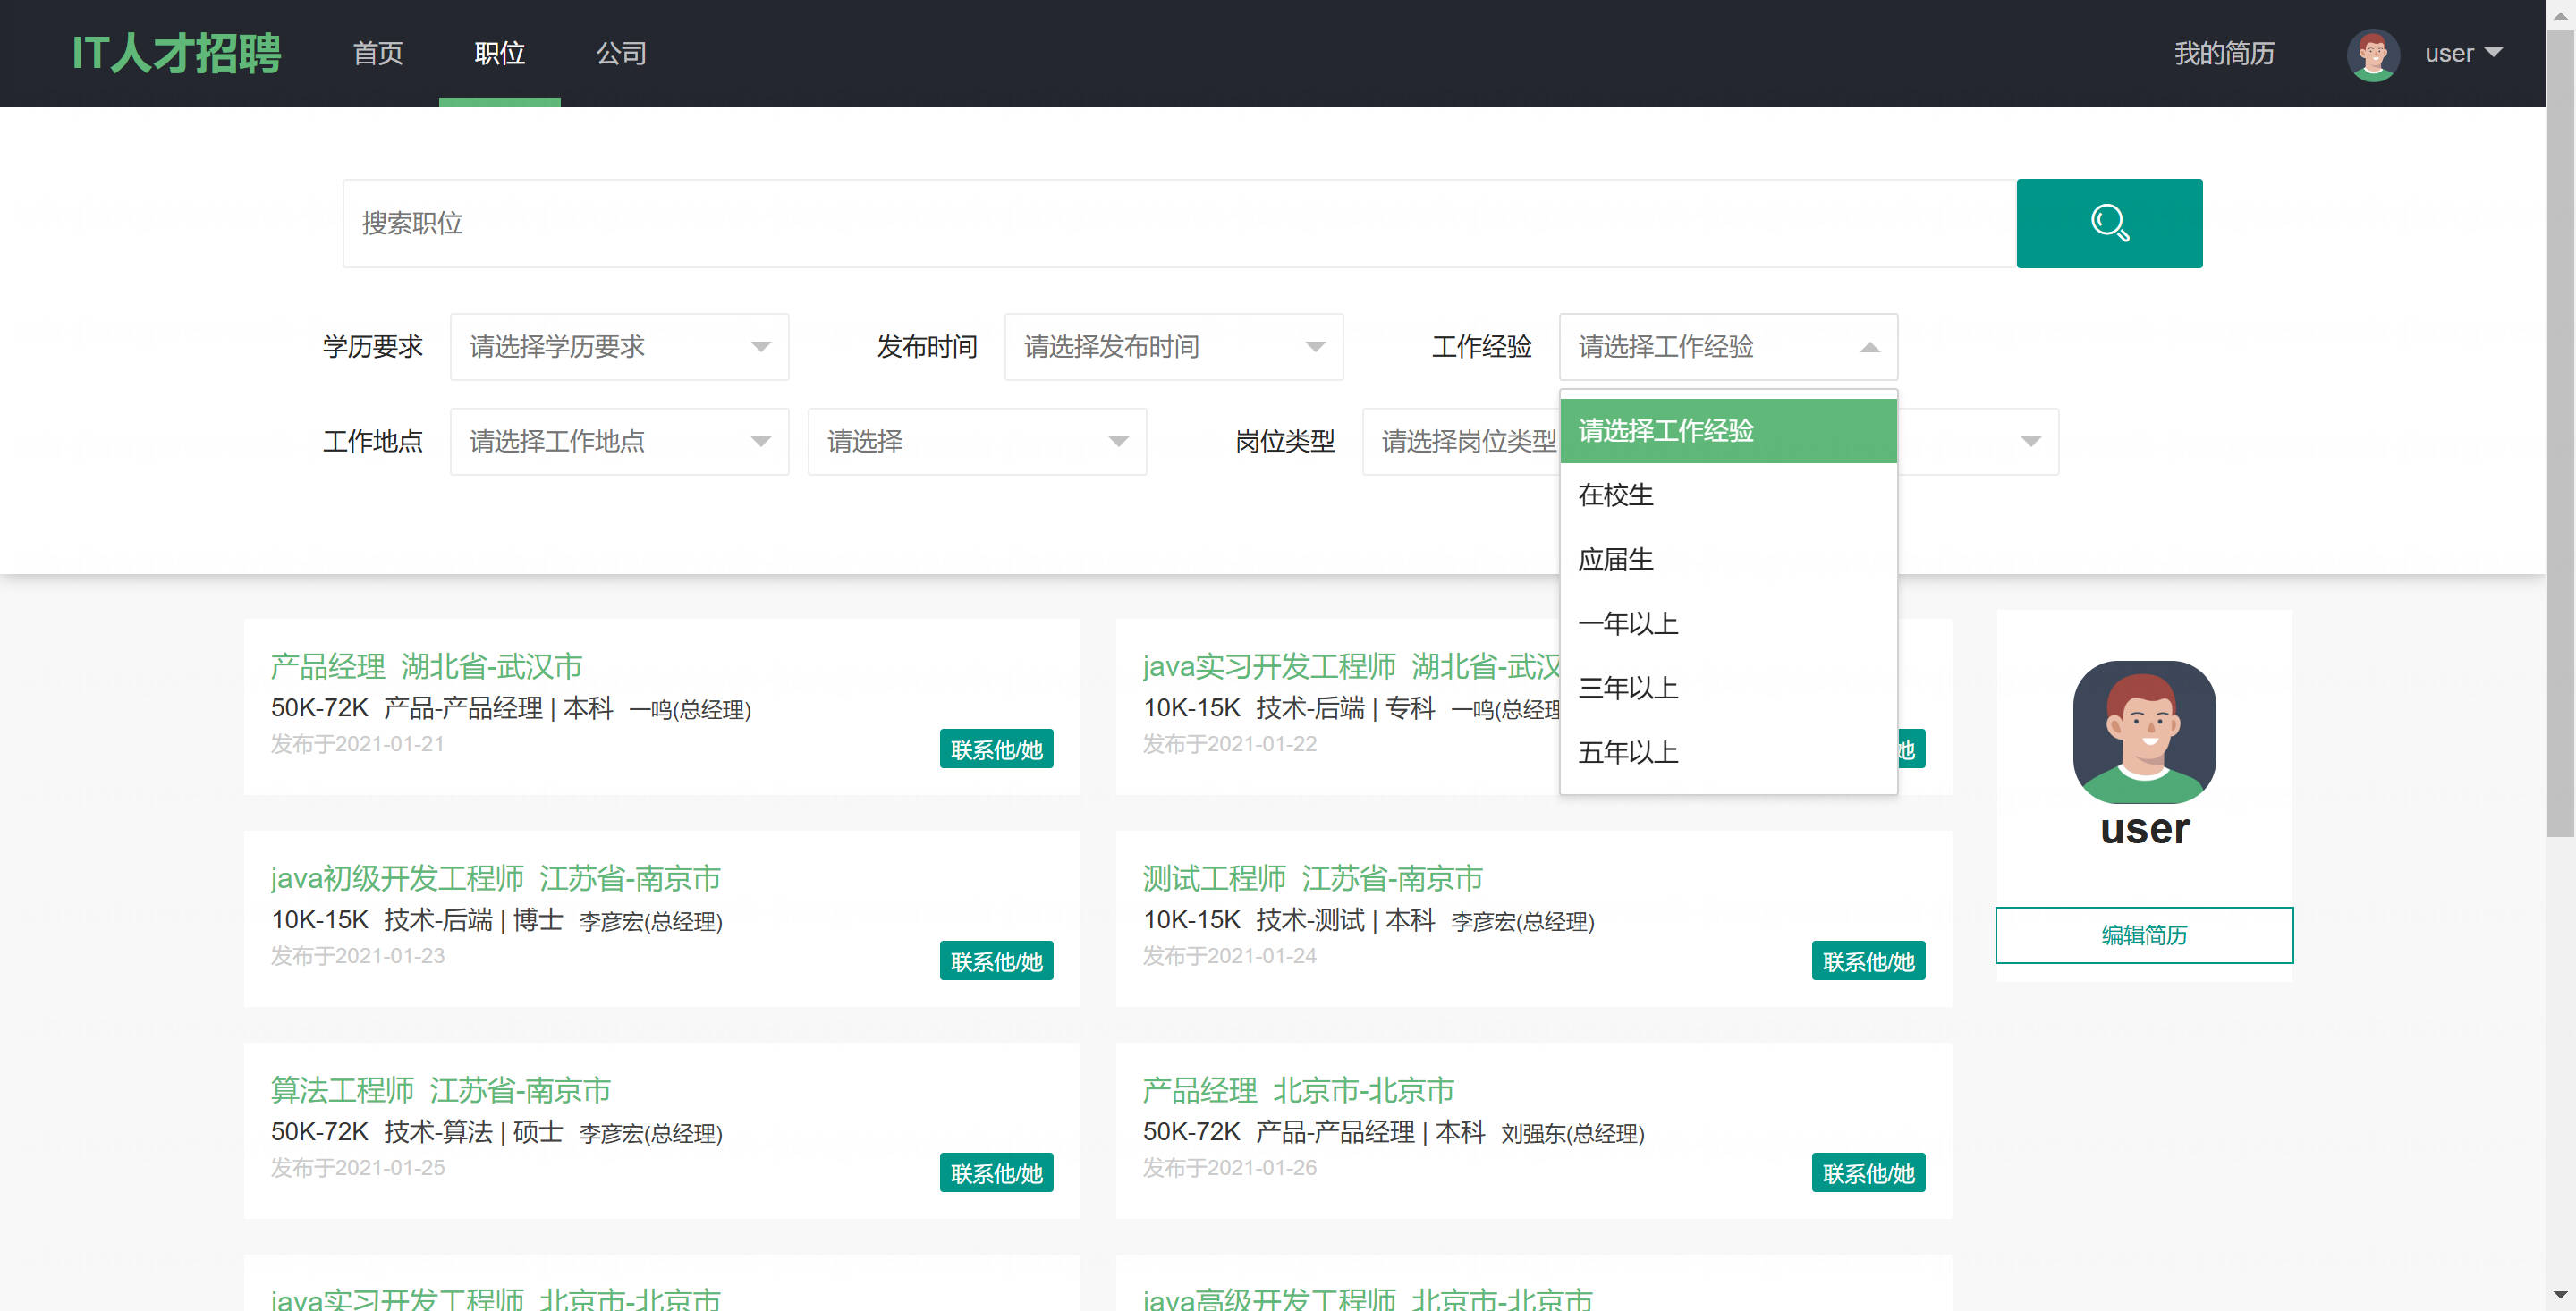 IT人才招聘 首页 职位 公司 我的简历 user
搜索职位
学历要求 请选择学历要求 发布时间 请选择发布时间 工作经验 请选择工作经验
工作地点 请选择工作地点 请选择 岗位类型 请选择岗位类型
请选择工作经验
在校生
应届生
一年以上
三年以上
五年以上
产品经理 湖北省-武汉市
50K-72K 产品-产品经理 | 本科 一鸣(总经理)
发布于2021-01-21
联系他/她
java实习开发工程师 湖北省-武汉
10K-15K 技术-后端 | 专科 一鸣(总经理
发布于2021-01-22
她
java初级开发工程师 江苏省-南京市
10K-15K 技术-后端 | 博士 李彦宏(总经理)
发布于2021-01-23
联系他/她
测试工程师 江苏省-南京市
10K-15K 技术-测试 | 本科 李彦宏(总经理)
发布于2021-01-24
联系他/她
算法工程师 江苏省-南京市
50K-72K 技术-算法 | 硕士 李彦宏(总经理)
发布于2021-01-25
联系他/她
产品经理 北京市-北京市
50K-72K 产品-产品经理 | 本科 刘强东(总经理)
发布于2021-01-26
联系他/她
java实习开发工程师 北京市-北京市
java高级开发工程师 北京市-北京市
user
编辑简历